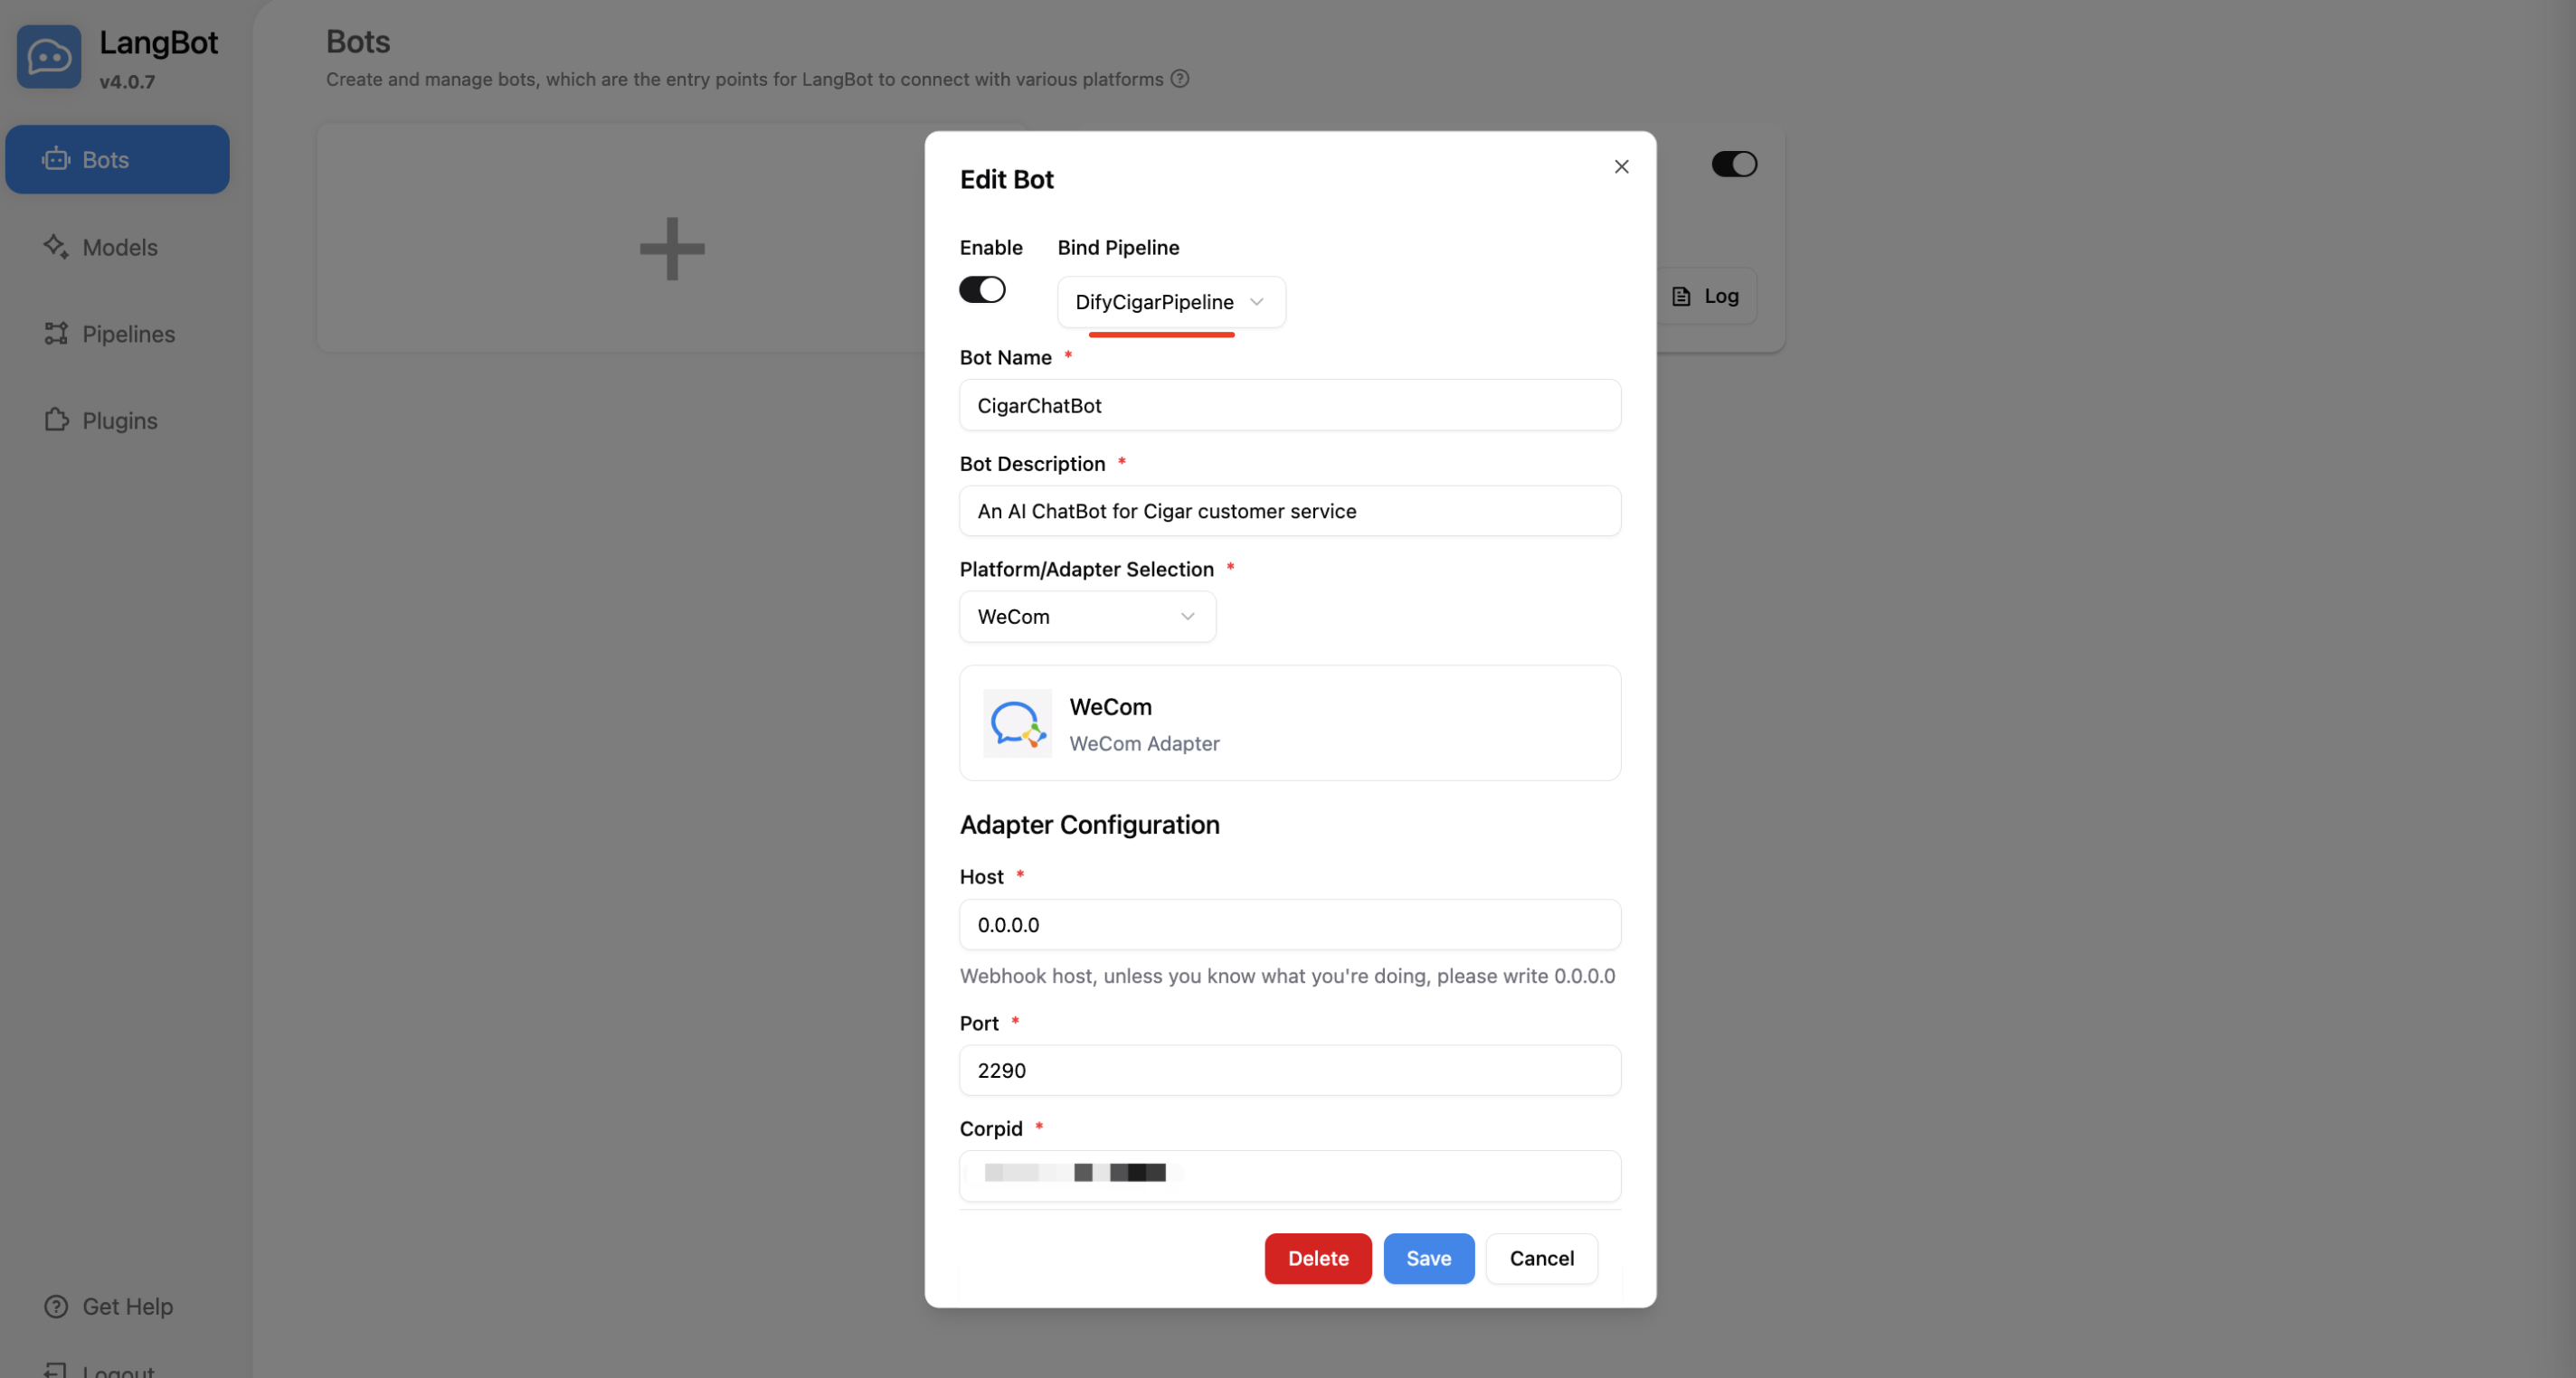 LangBot
v4.0.7
Bots
Models
Pipelines
Plugins
Get Help
Logout
Bots
Create and manage bots, which are the entry points for LangBot to connect with various platforms
Log
Edit Bot
Enable Bind Pipeline
DifyCigarPipeline
Bot Name *
CigarChatBot
Bot Description *
An AI ChatBot for Cigar customer service
Platform/Adapter Selection *
WeCom
WeCom
WeCom Adapter
Adapter Configuration
Host *
0.0.0.0
Webhook host, unless you know what you're doing, please write 0.0.0.0
Port *
2290
Corpid *
Delete Save Cancel